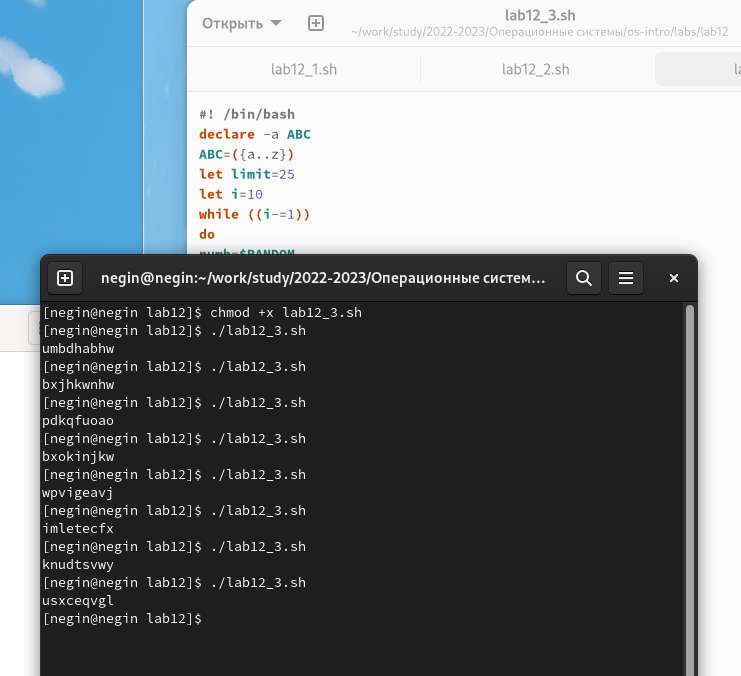 Открыть
lab12_3.sh
~/work/study/2022-2023/Операционные системы/os-intro/labs/lab12
lab12_1.sh
lab12_2.sh
#! /bin/bash
declare -a ABC
ABC=({a..z})
let limit=25
let i=10
while ((i-=1))
do
numb=$RANDOM
negin@negin:~/work/study/2022-2023/Операционные систем...
[negin@negin lab12]$ chmod +x lab12_3.sh
[negin@negin lab12]$ ./lab12_3.sh
umbdhabhw
[negin@negin lab12]$ ./lab12_3.sh
bxjhkwnhw
[negin@negin lab12]$ ./lab12_3.sh
pdkqfuoao
[negin@negin lab12]$ ./lab12_3.sh
bxokinjkw
[negin@negin lab12]$ ./lab12_3.sh
wpvigeavj
[negin@negin lab12]$ ./lab12_3.sh
imletecfx
[negin@negin lab12]$ ./lab12_3.sh
knudtsvwy
[negin@negin lab12]$ ./lab12_3.sh
usxceqvgl
[negin@negin lab12]$